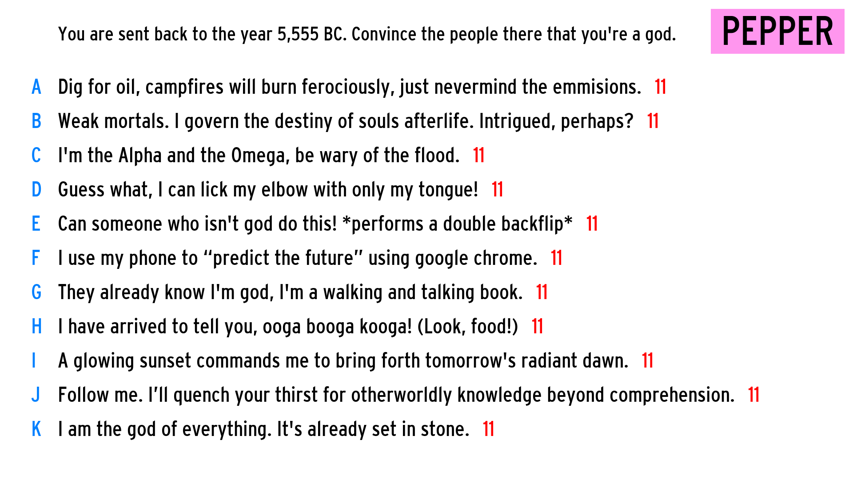 You are sent back to the year 5,555 BC. Convince the people there that you're a god. PEPPER
A Dig for oil, campfires will burn ferociously, just nevermind the emmisions. 11
B Weak mortals. I govern the destiny of souls afterlife. Intrigued, perhaps? 11
C I'm the Alpha and the Omega, be wary of the flood. 11
D Guess what, I can lick my elbow with only my tongue! 11
E Can someone who isn't god do this! *performs a double backflip* 11
F I use my phone to “predict the future” using google chrome. 11
G They already know I'm god, I'm a walking and talking book. 11
H I have arrived to tell you, ooga booga kooga! (Look, food!) 11
I A glowing sunset commands me to bring forth tomorrow's radiant dawn. 11
J Follow me. I’ll quench your thirst for otherworldly knowledge beyond comprehension. 11
K I am the god of everything. It's already set in stone. 11